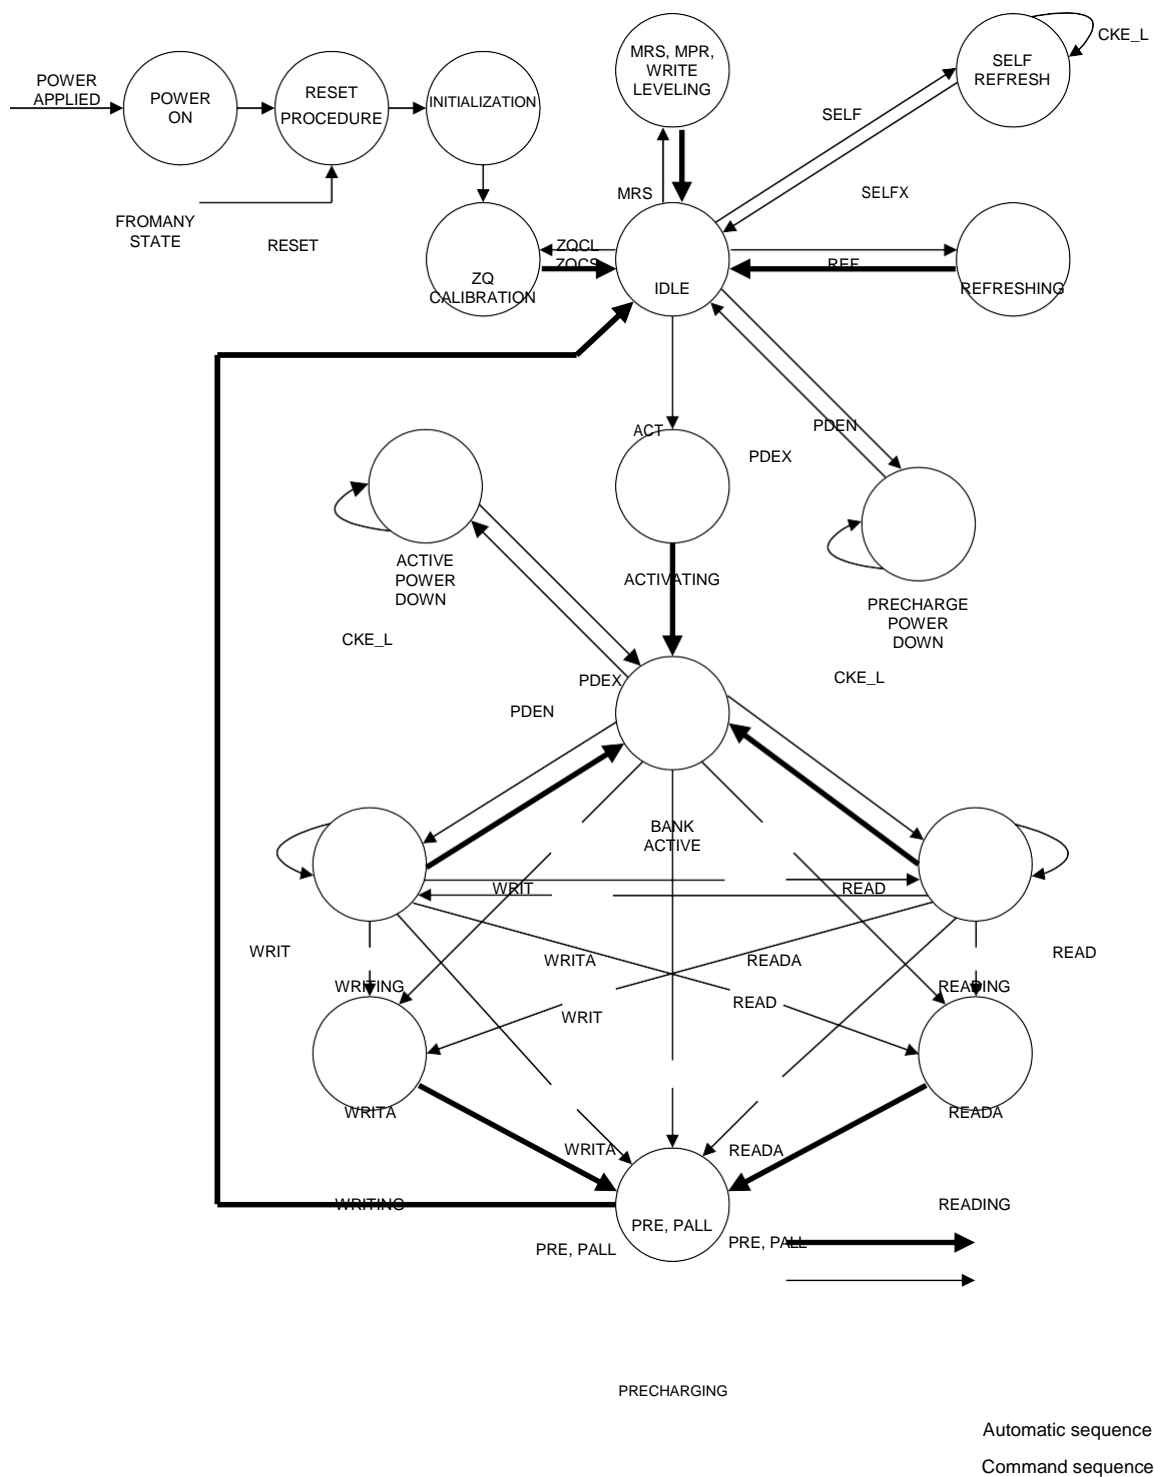 MRS, MPR,
WRITE
LEVELING
SELF
REFRESH
CKE_L
POWER
APPLIED
POWER
ON
RESET
PROCEDURE
INITIALIZATION
SELF
MRS
SELFX
FROMANY
STATE
RESET
ZQCL
ZQCS
REF
ZQ
CALIBRATION
IDLE
REFRESHING
ACT
PDEN
PDEX
ACTIVE
POWER
DOWN
ACTIVATING
PRECHARGE
POWER
DOWN
CKE_L
PDEX
CKE_L
PDEN
BANK
ACTIVE
WRIT
READ
WRIT
WRITA
READA
READ
WRITING
READING
WRIT
READ
WRITA
READA
WRITA
READA
WRITING
READING
PRE, PALL
PRE, PALL
PRE, PALL
PRECHARGING
Automatic sequence
Command sequence